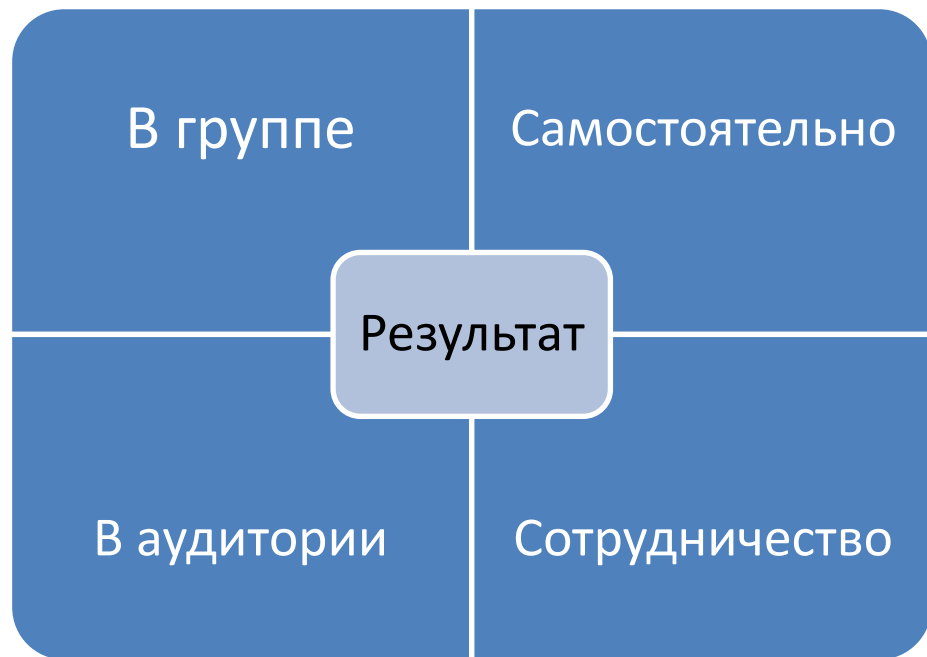 В группе
Самостоятельно
Результат
В аудитории
Сотрудничество